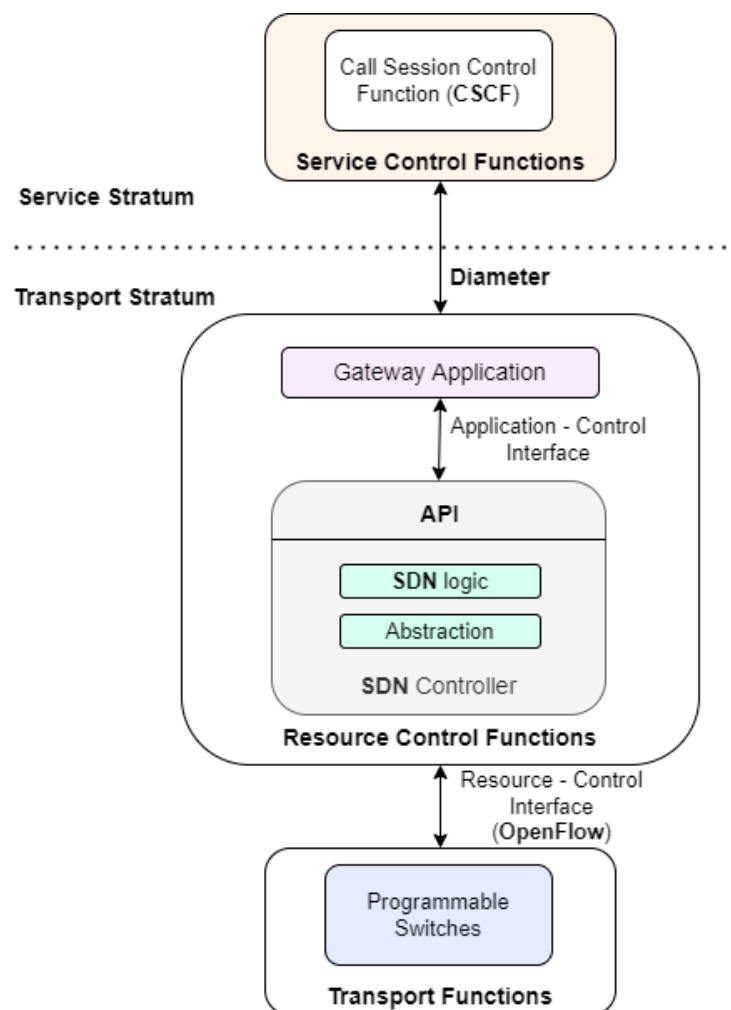 Call Session Control
Function (CSCF)
Service Control Functions
Service Stratum
Diameter
Transport Stratum
Gateway Application
Application - Control
Interface
API
SDN logic
Abstraction
SDN Controller
Resource Control Functions
Resource - Control
Interface
(OpenFlow)
Programmable
Switches
Transport Functions